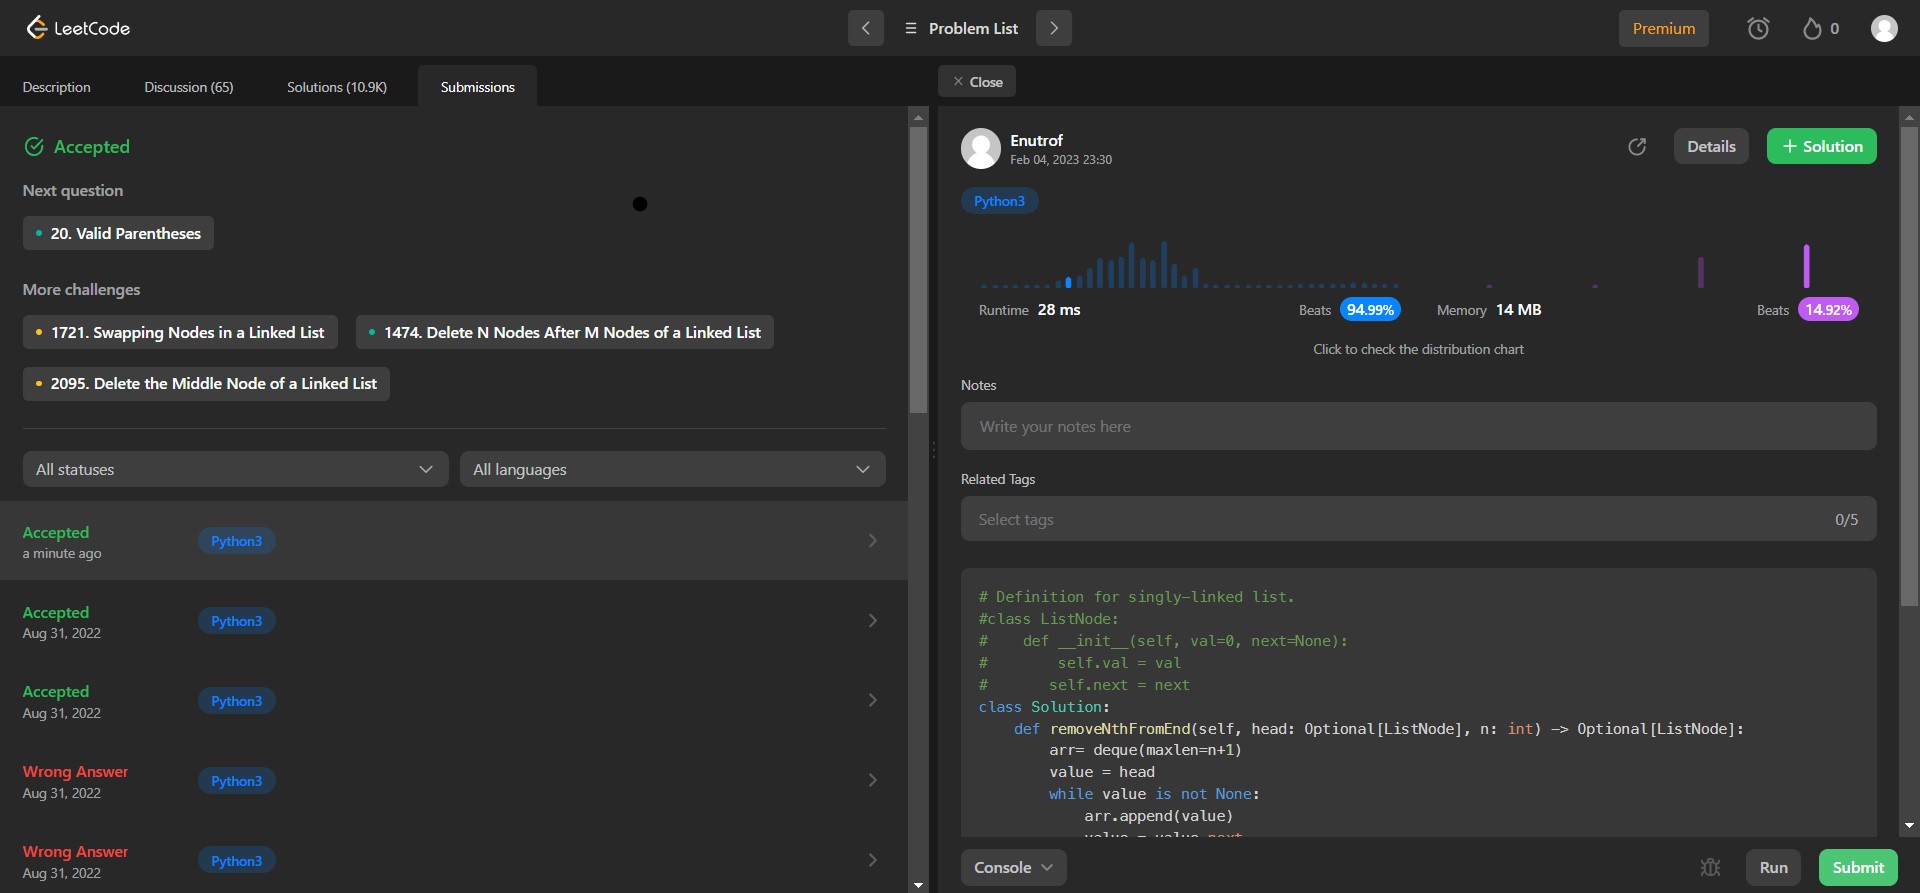 LeetCode
Problem List
Premium
0
Description
Discussion (65)
Solutions (10.9K)
Submissions
Close
Accepted
Next question
20. Valid Parentheses
More challenges
1721. Swapping Nodes in a Linked List
1474. Delete N Nodes After M Nodes of a Linked List
2095. Delete the Middle Node of a Linked List
All statuses
All languages
Accepted
a minute ago
Python3
Accepted
Aug 31, 2022
Python3
Accepted
Aug 31, 2022
Python3
Wrong Answer
Aug 31, 2022
Python3
Wrong Answer
Aug 31, 2022
Python3
Enutrof
Feb 04, 2023 23:30
Details
+ Solution
Python3
Runtime 28 ms
Beats 94.99%
Memory 14 MB
Beats 14.92%
Click to check the distribution chart
Notes
Write your notes here
Related Tags
Select tags
0/5
# Definition for singly-linked list.
#class ListNode:
#    def __init__(self, val=0, next=None):
#        self.val = val
#       self.next = next
class Solution:
    def removeNthFromEnd(self, head: Optional[ListNode], n: int) -> Optional[ListNode]:
        arr= deque(maxlen=n+1)
        value = head
        while value is not None:
            arr.append(value)
            value = value.next
Console
Run
Submit